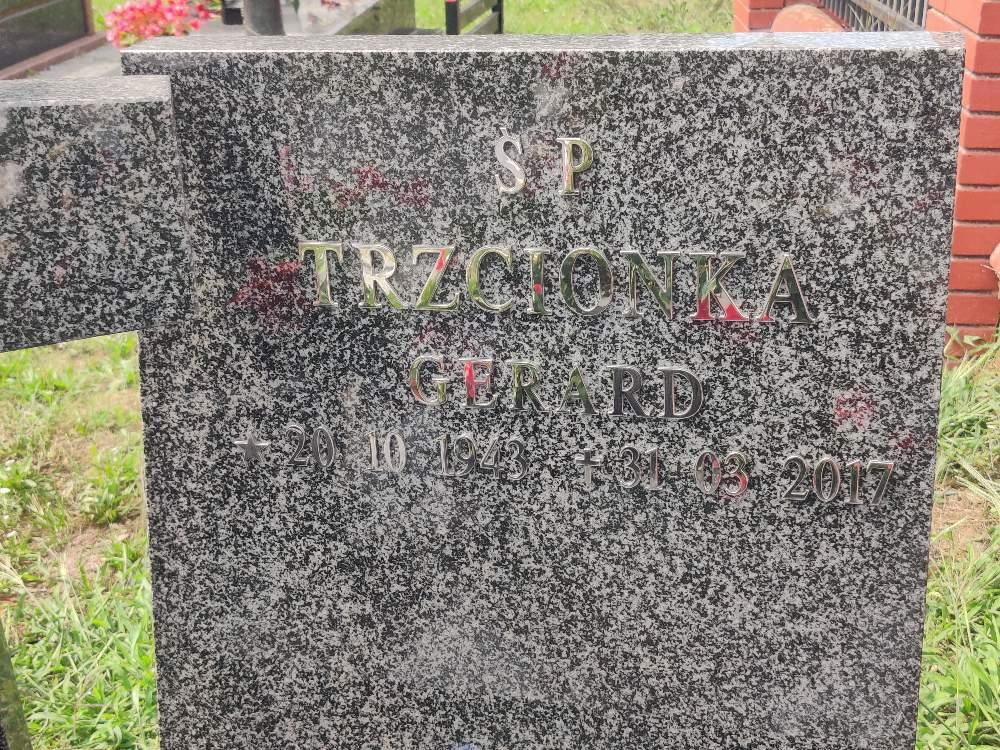 Ś P
TRZCIONKA
GERARD
★ 20 10 1943 ✝ 31 03 2017